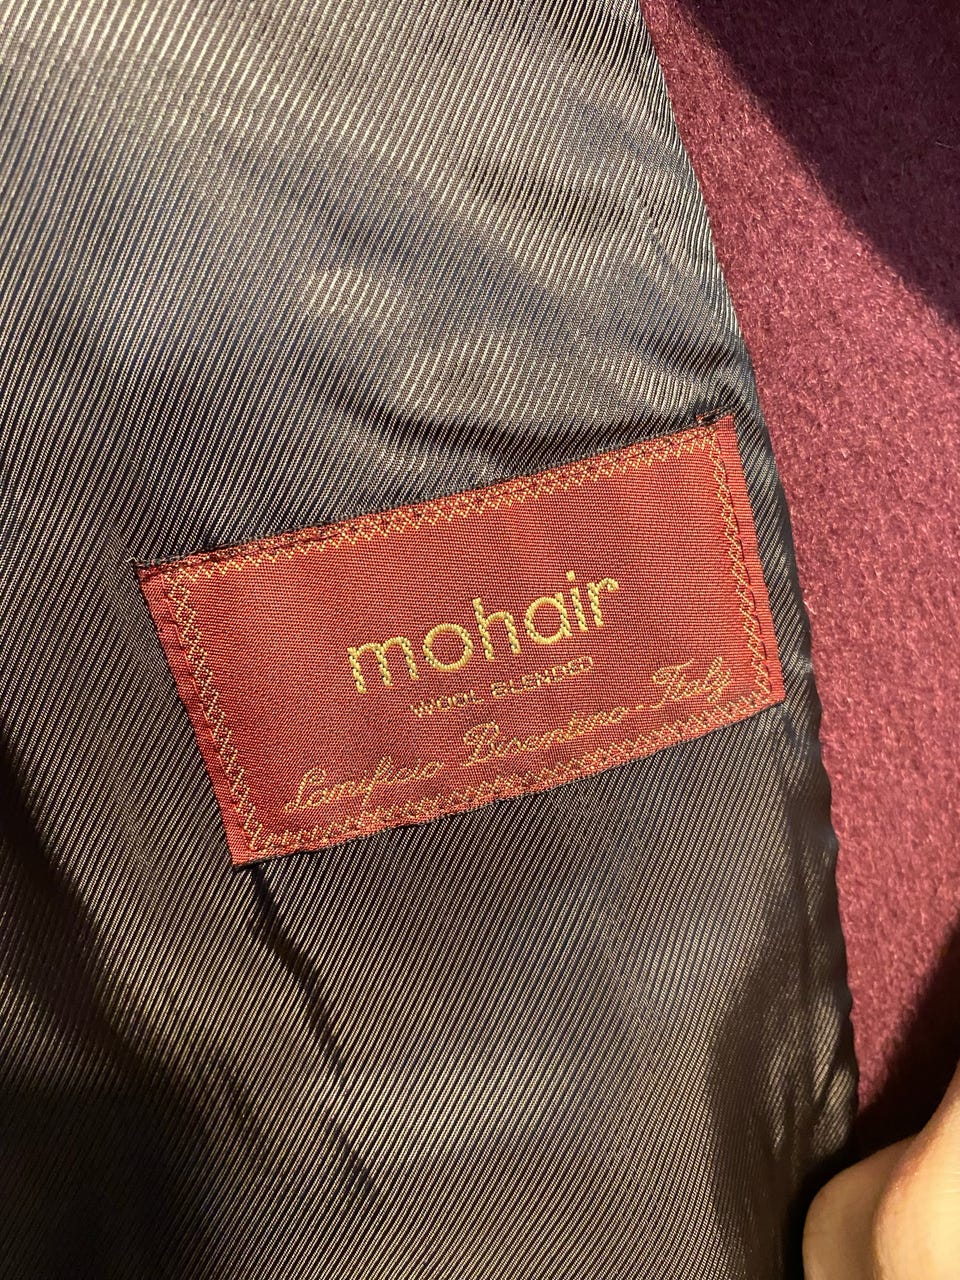 mohair
WOOL BLENDED
Lanificio Bisentino-Italy